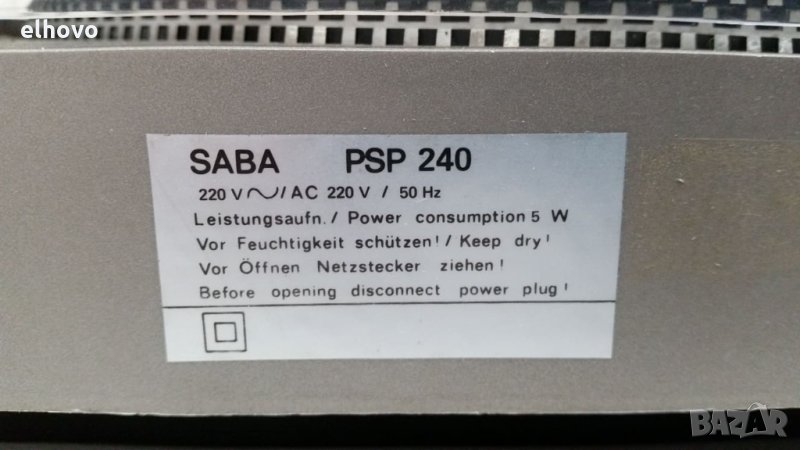 elhovo
SABA PSP 240
220 V~/AC 220 V / 50 Hz
Leistungsaufn. / Power consumption 5 W
Vor Feuchtigkeit schützen! / Keep dry!
Vor Öffnen Netzstecker ziehen!
Before opening disconnect power plug!
BAZAR